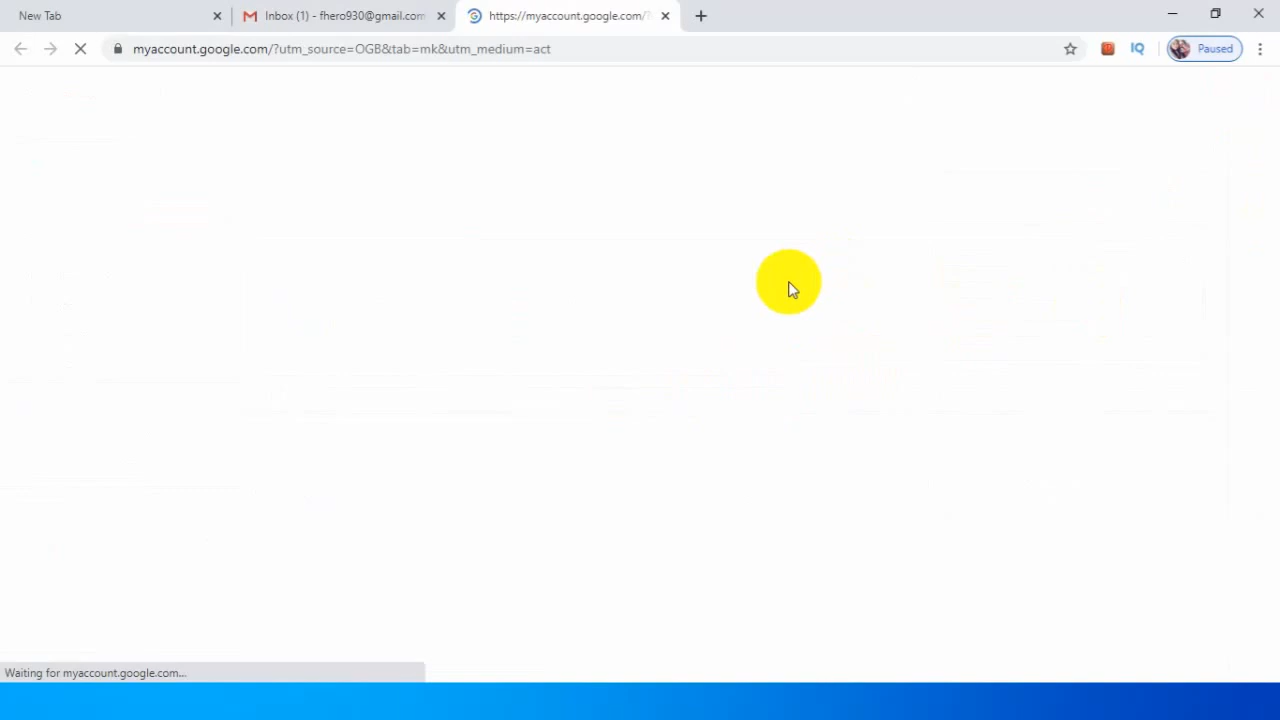 New Tab
Inbox (1) - fhero930@gmail.com
https://myaccount.google.com/?
myaccount.google.com/?utm_source=OGB&tab=mk&utm_medium=act
IQ
Paused
Waiting for myaccount.google.com...